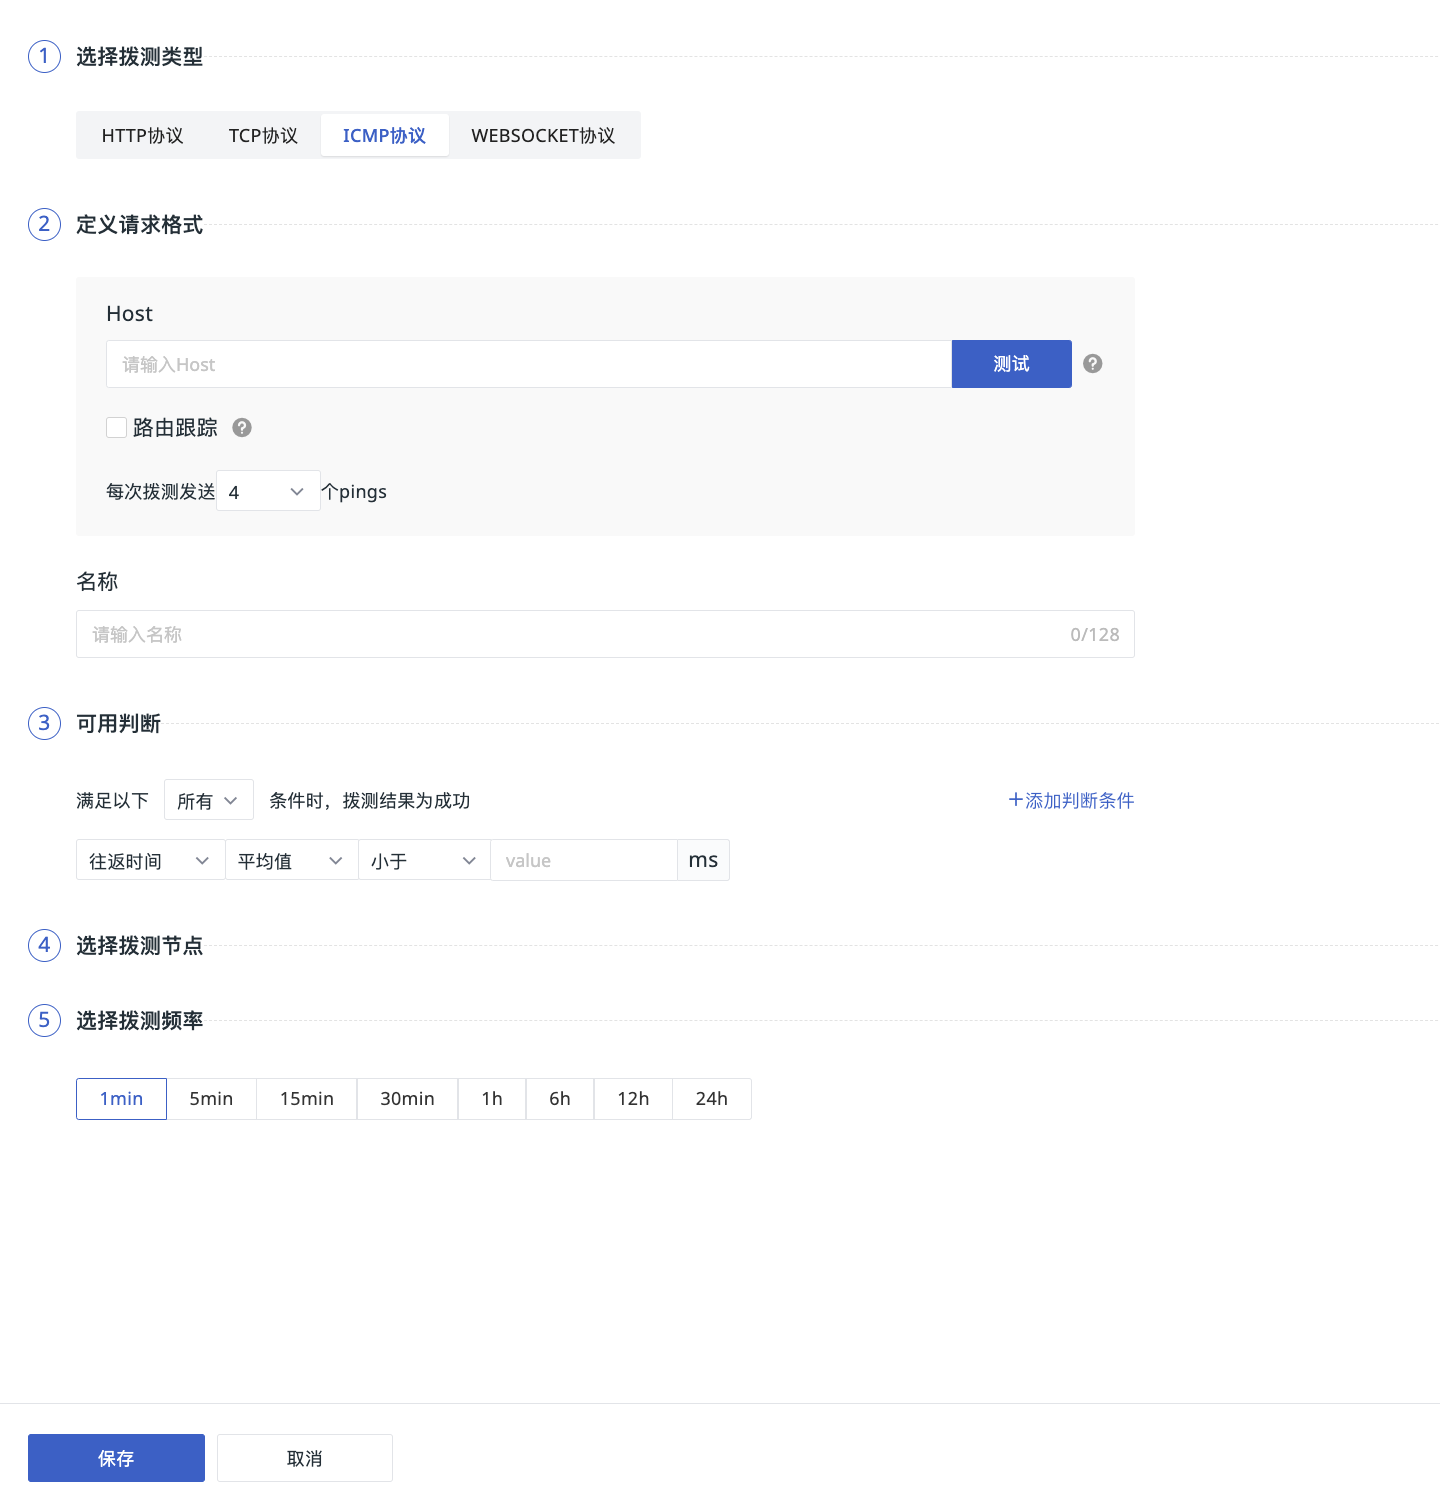 1 选择拨测类型
HTTP协议 TCP协议 ICMP协议 WEBSOCKET协议
2 定义请求格式
Host
请输入Host 测试 ?
路由跟踪 ?
每次拨测发送 4 个pings
名称
请输入名称 0/128
3 可用判断
满足以下 所有 条件时，拨测结果为成功 +添加判断条件
往返时间 平均值 小于 value ms
4 选择拨测节点
5 选择拨测频率
1min 5min 15min 30min 1h 6h 12h 24h
保存 取消